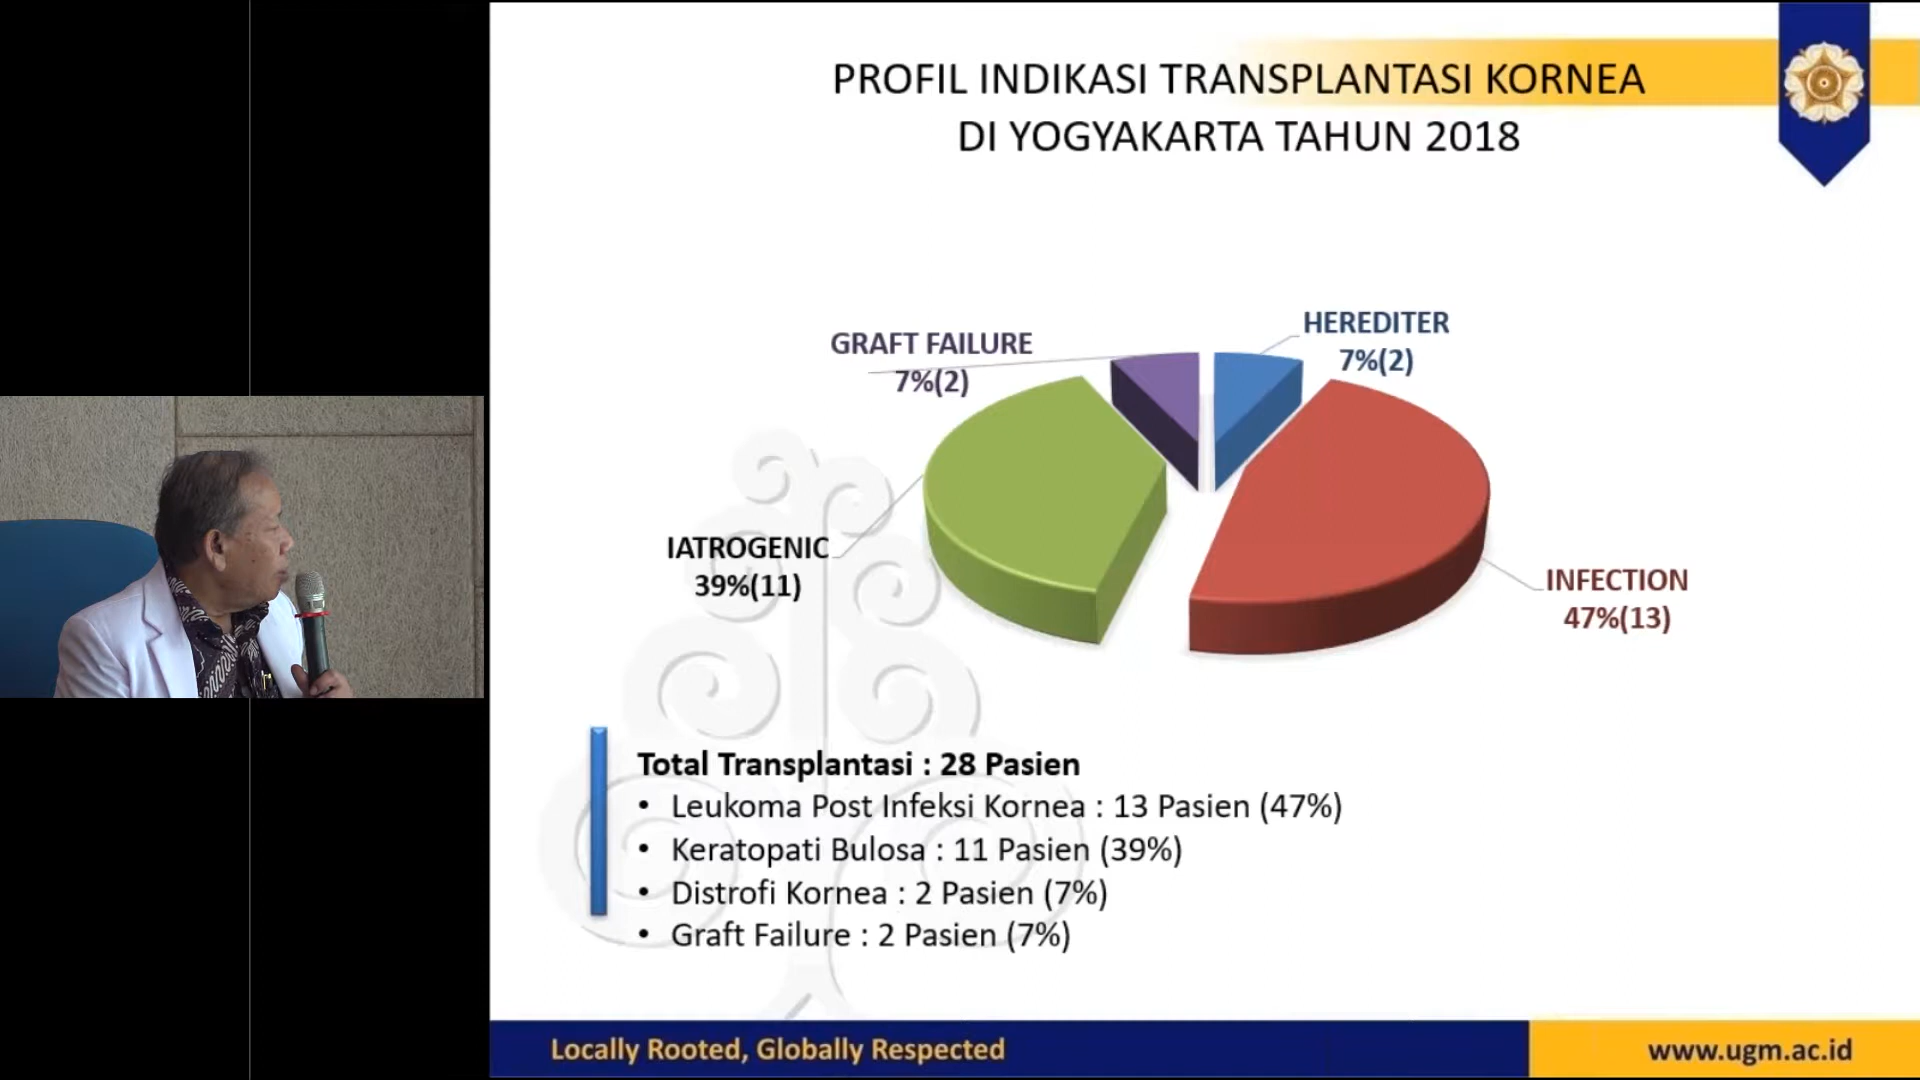 PROFIL INDIKASI TRANSPLANTASI KORNEA
DI YOGYAKARTA TAHUN 2018
HEREDITER
7%(2)
GRAFT FAILURE
7%(2)
IATROGENIC
39%(11)
INFECTION
47%(13)
Total Transplantasi : 28 Pasien
• Leukoma Post Infeksi Kornea : 13 Pasien (47%)
• Keratopati Bulosa : 11 Pasien (39%)
• Distrofi Kornea : 2 Pasien (7%)
• Graft Failure : 2 Pasien (7%)
Locally Rooted, Globally Respected
www.ugm.ac.id